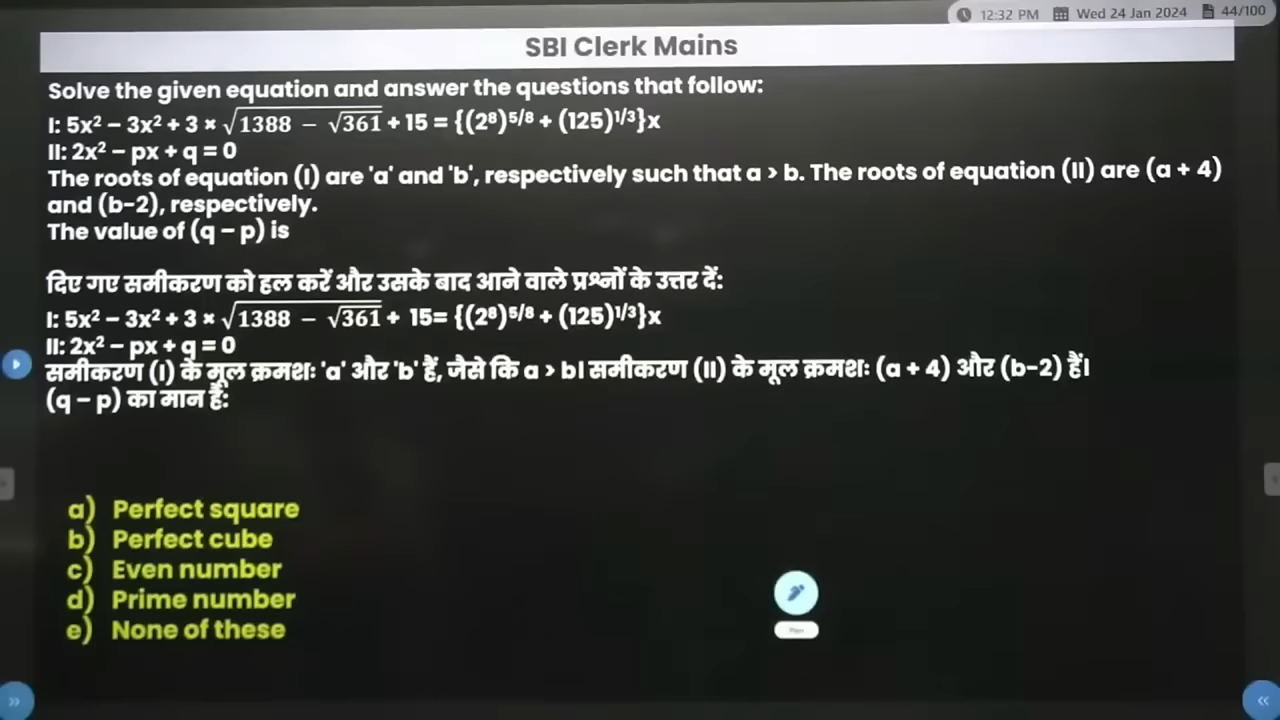 12:32 PM Wed 24 Jan 2024 44/100
SBI Clerk Mains
Solve the given equation and answer the questions that follow:
I: 5x² – 3x² + 3 × √(1388 – √361) + 15 = {(2⁸)⁵/⁸ + (125)¹/³}x
II: 2x² – px + q = 0
The roots of equation (I) are 'a' and 'b', respectively such that a > b. The roots of equation (II) are (a + 4)
and (b-2), respectively.
The value of (q – p) is
दिए गए समीकरण को हल करें और उसके बाद आने वाले प्रश्नों के उत्तर दें:
I: 5x² – 3x² + 3 × √(1388 – √361) + 15= {(2⁸)⁵/⁸ + (125)¹/³}x
II: 2x² – px + q = 0
समीकरण (I) के मूल क्रमशः 'a' और 'b' हैं, जैसे कि a > b। समीकरण (II) के मूल क्रमशः (a + 4) और (b-2) हैं।
(q – p) का मान हैं:
a) Perfect square
b) Perfect cube
c) Even number
d) Prime number
e) None of these